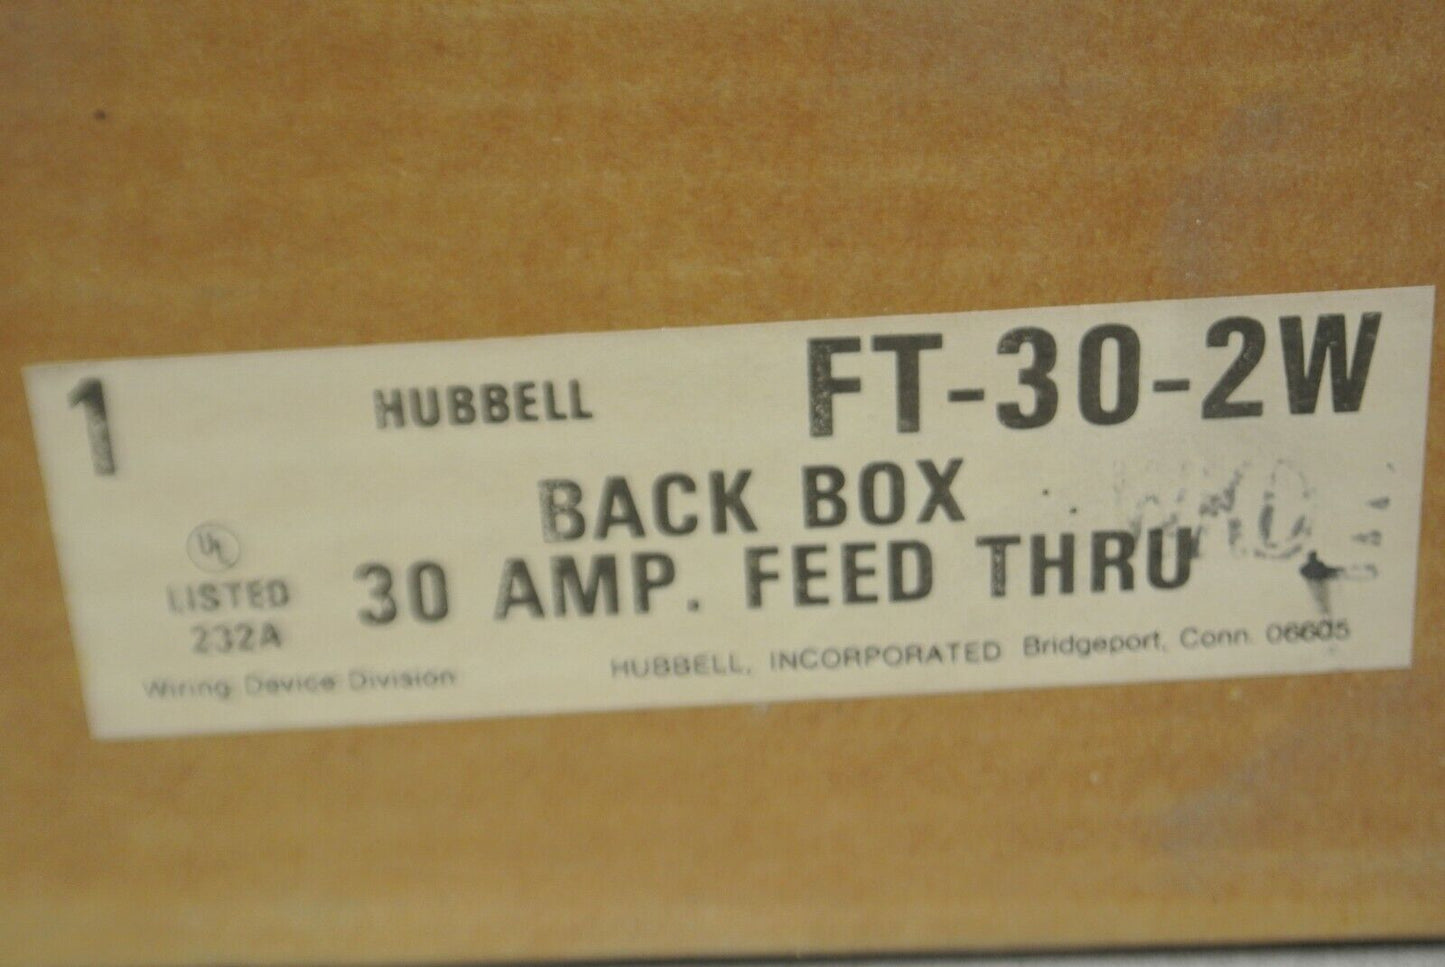 1 HUBBELL FT-30-2W
BACK BOX
30 AMP. FEED THRU
UL
LISTED
232A
Wiring Device Division HUBBELL, INCORPORATED Bridgeport, Conn. 06605